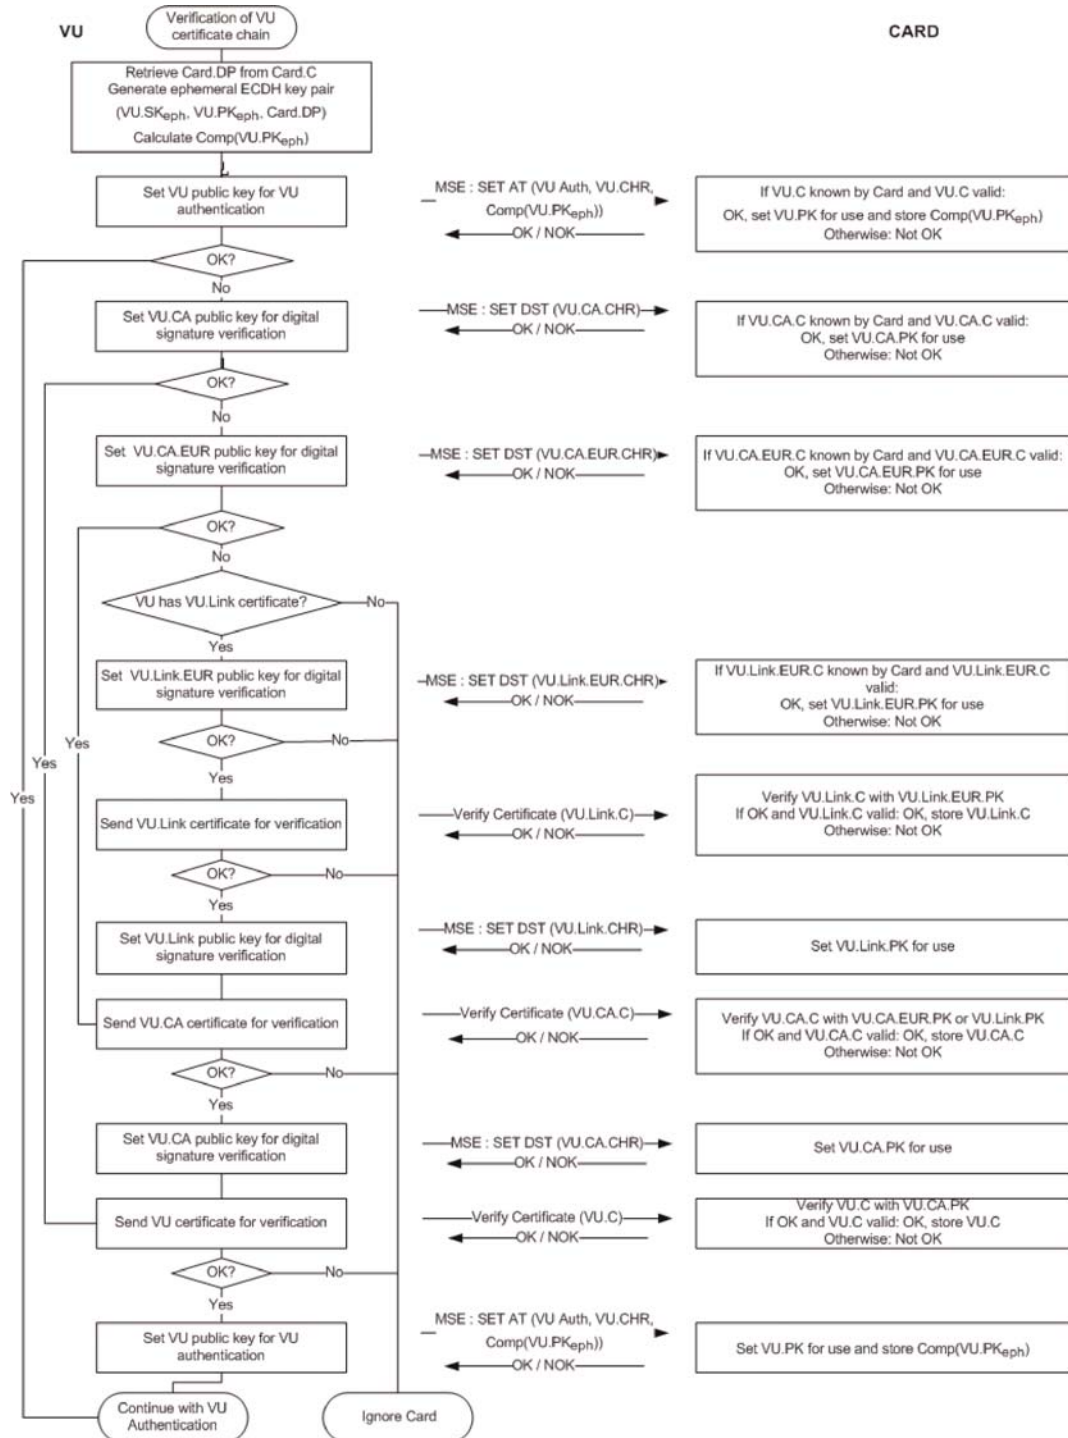 VU
Verification of VU
certificate chain
CARD
Retrieve Card.DP from Card.C
Generate ephemeral ECDH key pair
(VU.SKeph, VU.PKeph, Card.DP)
Calculate Comp(VU.PKeph)
Set VU public key for VU
authentication
MSE : SET AT (VU Auth, VU.CHR,
Comp(VU.PKeph))
OK / NOK
If VU.C known by Card and VU.C valid:
OK, set VU.PK for use and store Comp(VU.PKeph)
Otherwise: Not OK
OK?
No
Set VU.CA public key for digital
signature verification
MSE : SET DST (VU.CA.CHR)
OK / NOK
If VU.CA.C known by Card and VU.CA.C valid:
OK, set VU.CA.PK for use
Otherwise: Not OK
OK?
No
Set VU.CA.EUR public key for digital
signature verification
MSE : SET DST (VU.CA.EUR.CHR)
OK / NOK
If VU.CA.EUR.C known by Card and VU.CA.EUR.C valid:
OK, set VU.CA.EUR.PK for use
Otherwise: Not OK
OK?
No
VU has VU.Link certificate?
No
Yes
Set VU.Link.EUR public key for digital
signature verification
MSE : SET DST (VU.Link.EUR.CHR)
OK / NOK
If VU.Link.EUR.C known by Card and VU.Link.EUR.C
valid:
OK, set VU.Link.EUR.PK for use
Otherwise: Not OK
OK?
No
Yes
Yes
Yes
Yes
Send VU.Link certificate for verification
Verify Certificate (VU.Link.C)
OK / NOK
Verify VU.Link.C with VU.Link.EUR.PK
If OK and VU.Link.C valid: OK, store VU.Link.C
Otherwise: Not OK
OK?
No
Yes
Set VU.Link public key for digital
signature verification
MSE : SET DST (VU.Link.CHR)
OK / NOK
Set VU.Link.PK for use
Send VU.CA certificate for verification
Verify Certificate (VU.CA.C)
OK / NOK
Verify VU.CA.C with VU.CA.EUR.PK or VU.Link.PK
If OK and VU.CA.C valid: OK, store VU.CA.C
Otherwise: Not OK
OK?
No
Yes
Set VU.CA public key for digital
signature verification
MSE : SET DST (VU.CA.CHR)
OK / NOK
Set VU.CA.PK for use
Send VU certificate for verification
Verify Certificate (VU.C)
OK / NOK
Verify VU.C with VU.CA.PK
If OK and VU.C valid: OK, store VU.C
Otherwise: Not OK
OK?
No
Yes
Set VU public key for VU
authentication
MSE : SET AT (VU Auth, VU.CHR,
Comp(VU.PKeph))
OK / NOK
Set VU.PK for use and store Comp(VU.PKeph)
Continue with VU
Authentication
Ignore Card